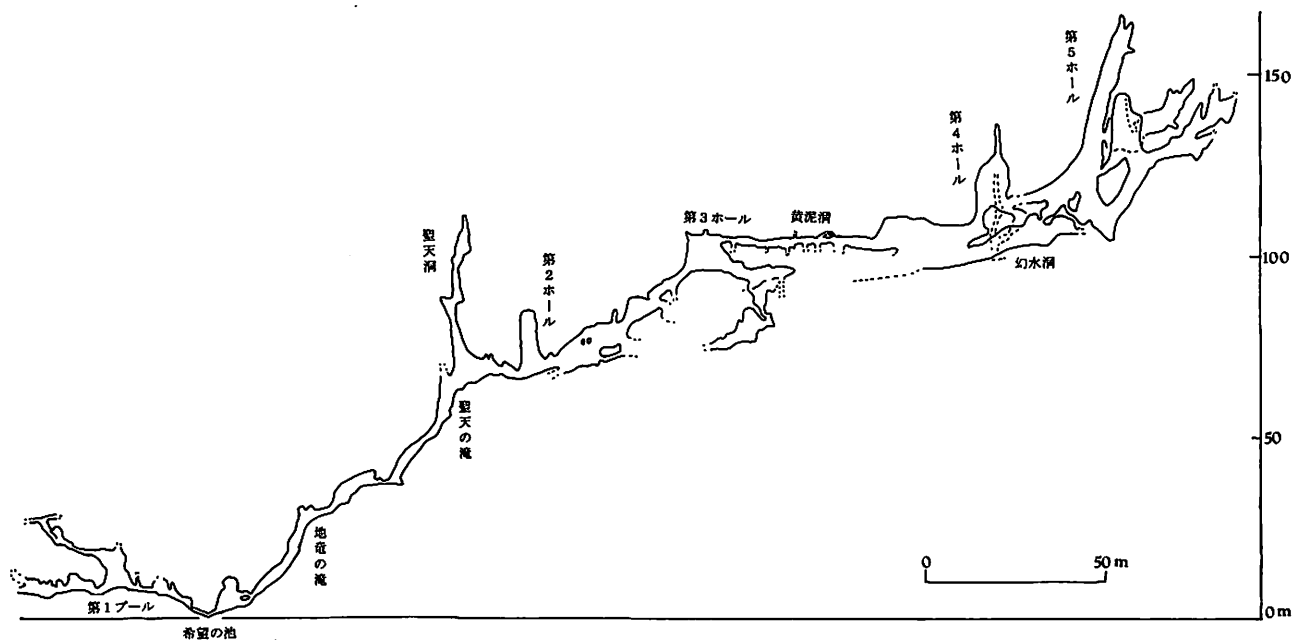 第5ホール
150
第4ホール
第3ホール
黄泥洞
聖天洞
第2ホール
100
幻水洞
聖天の滝
50
地竜の滝
0
50 m
第1プール
0 m
希望の池